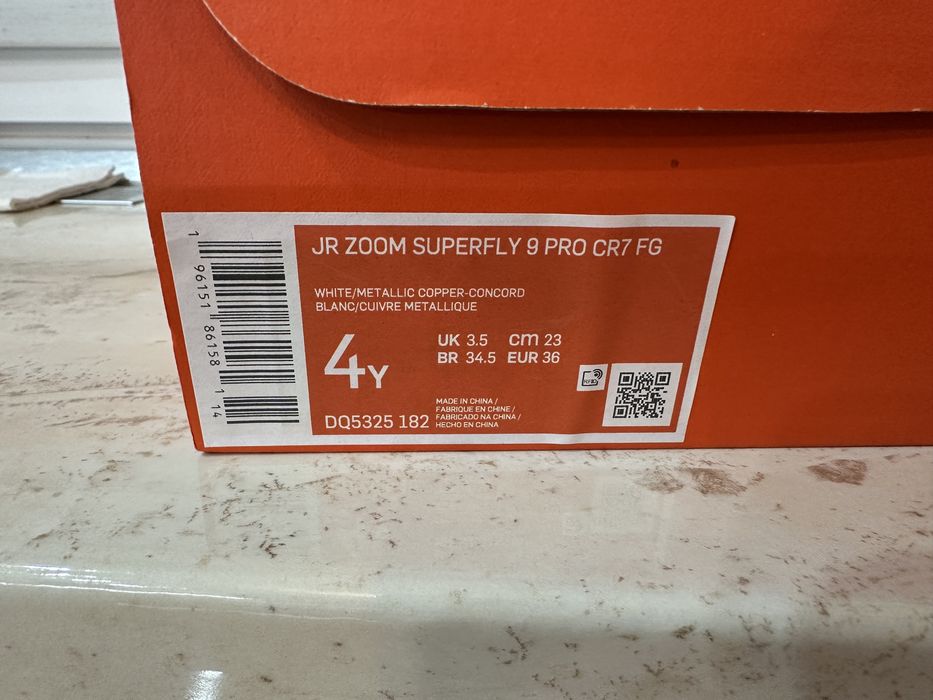 JR ZOOM SUPERFLY 9 PRO CR7 FG
WHITE/METALLIC COPPER-CONCORD
BLANC/CUIVRE METALLIQUE
4Y
UK 3.5 cm 23
BR 34.5 EUR 36
DQ5325 182
MADE IN CHINA /
FABRIQUE EN CHINE /
FABRICADO NA CHINA /
HECHO EN CHINA
1 96151 86158 1 14